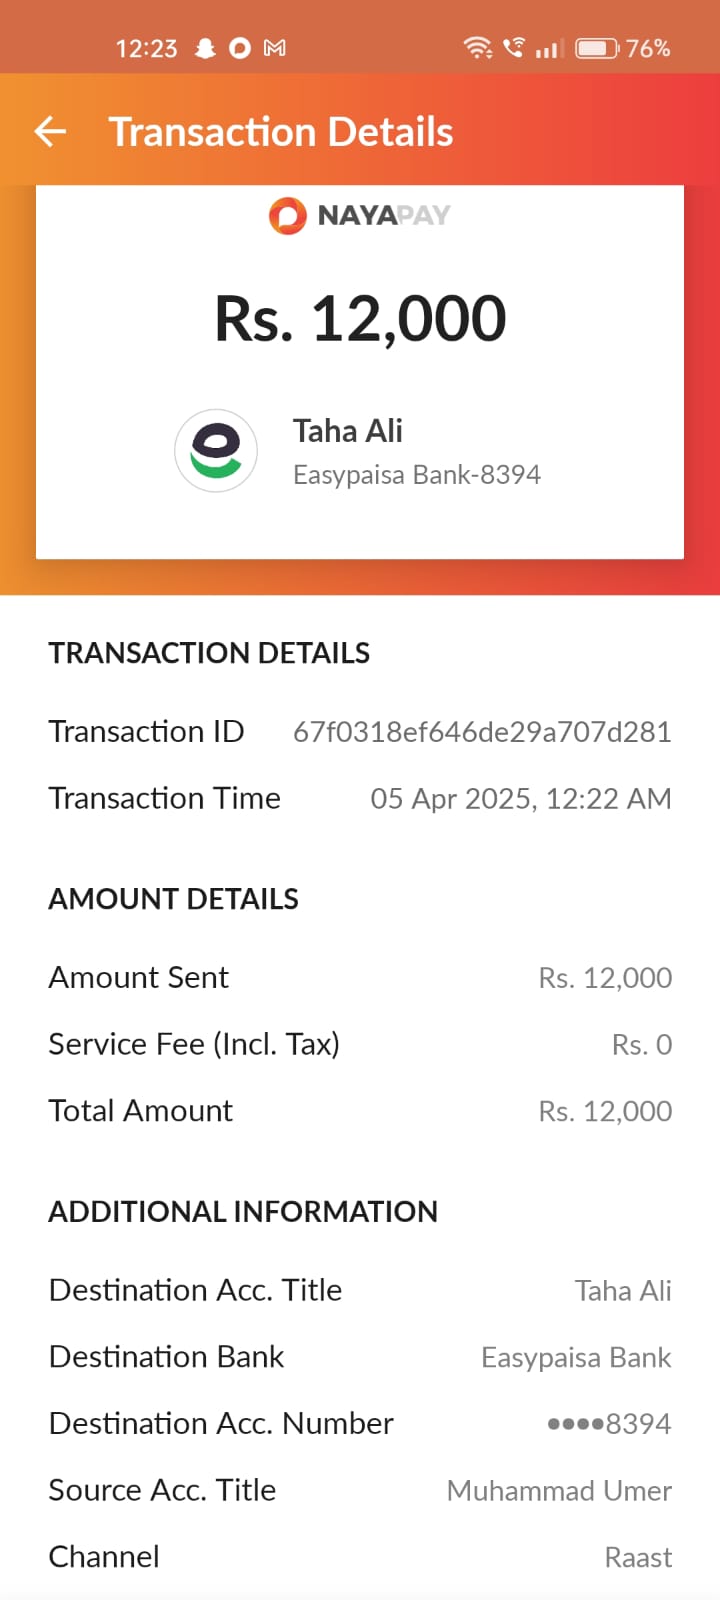 12:23 76%
Transaction Details
NAYAPAY
Rs. 12,000
Taha Ali
Easypaisa Bank-8394
TRANSACTION DETAILS
Transaction ID 67f0318ef646de29a707d281
Transaction Time 05 Apr 2025, 12:22 AM
AMOUNT DETAILS
Amount Sent Rs. 12,000
Service Fee (Incl. Tax) Rs. 0
Total Amount Rs. 12,000
ADDITIONAL INFORMATION
Destination Acc. Title Taha Ali
Destination Bank Easypaisa Bank
Destination Acc. Number ••••8394
Source Acc. Title Muhammad Umer
Channel Raast